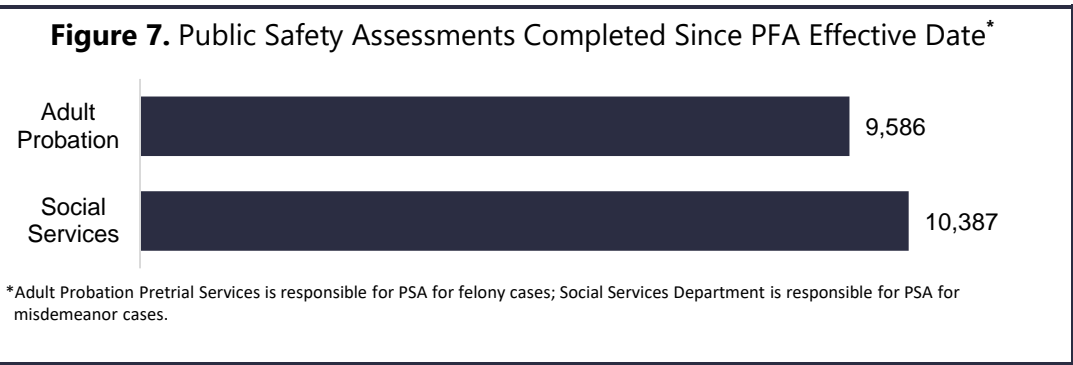 Figure 7. Public Safety Assessments Completed Since PFA Effective Date*
Adult
Probation
9,586
Social
Services
10,387
*Adult Probation Pretrial Services is responsible for PSA for felony cases; Social Services Department is responsible for PSA for
misdemeanor cases.